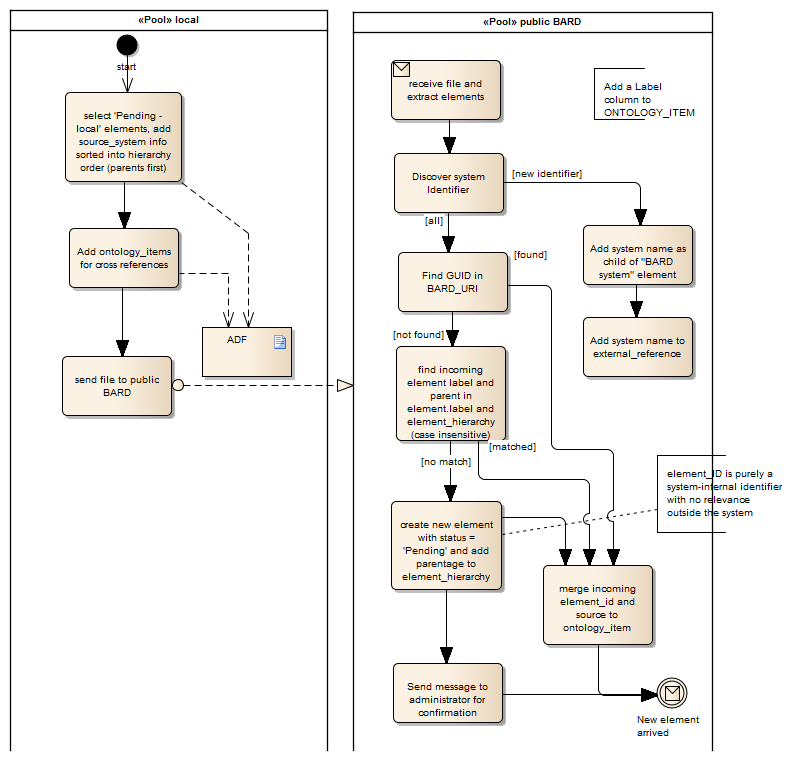 «Pool» local
start
select 'Pending -
local' elements, add
source_system info
sorted into hierarchy
order (parents first)
Add ontology_items
for cross references
ADF
send file to public
BARD
«Pool» public BARD
receive file and
extract elements
Add a Label
column to
ONTOLOGY_ITEM
Discover system
Identifier
[new identifier]
[all]
Find GUID in
BARD_URI
[found]
Add system name as
child of "BARD
system" element
Add system name to
external_reference
[not found]
find incoming
element label and
parent in
element.label and
element_hierarchy
(case insensitive)
[matched]
[no match]
element_ID is purely a
system-internal identifier
with no relevance
outside the system
create new element
with status =
'Pending' and add
parentage to
element_hierarchy
merge incoming
element_id and
source to
ontology_item
Send message to
administrator for
confirmation
New element
arrived